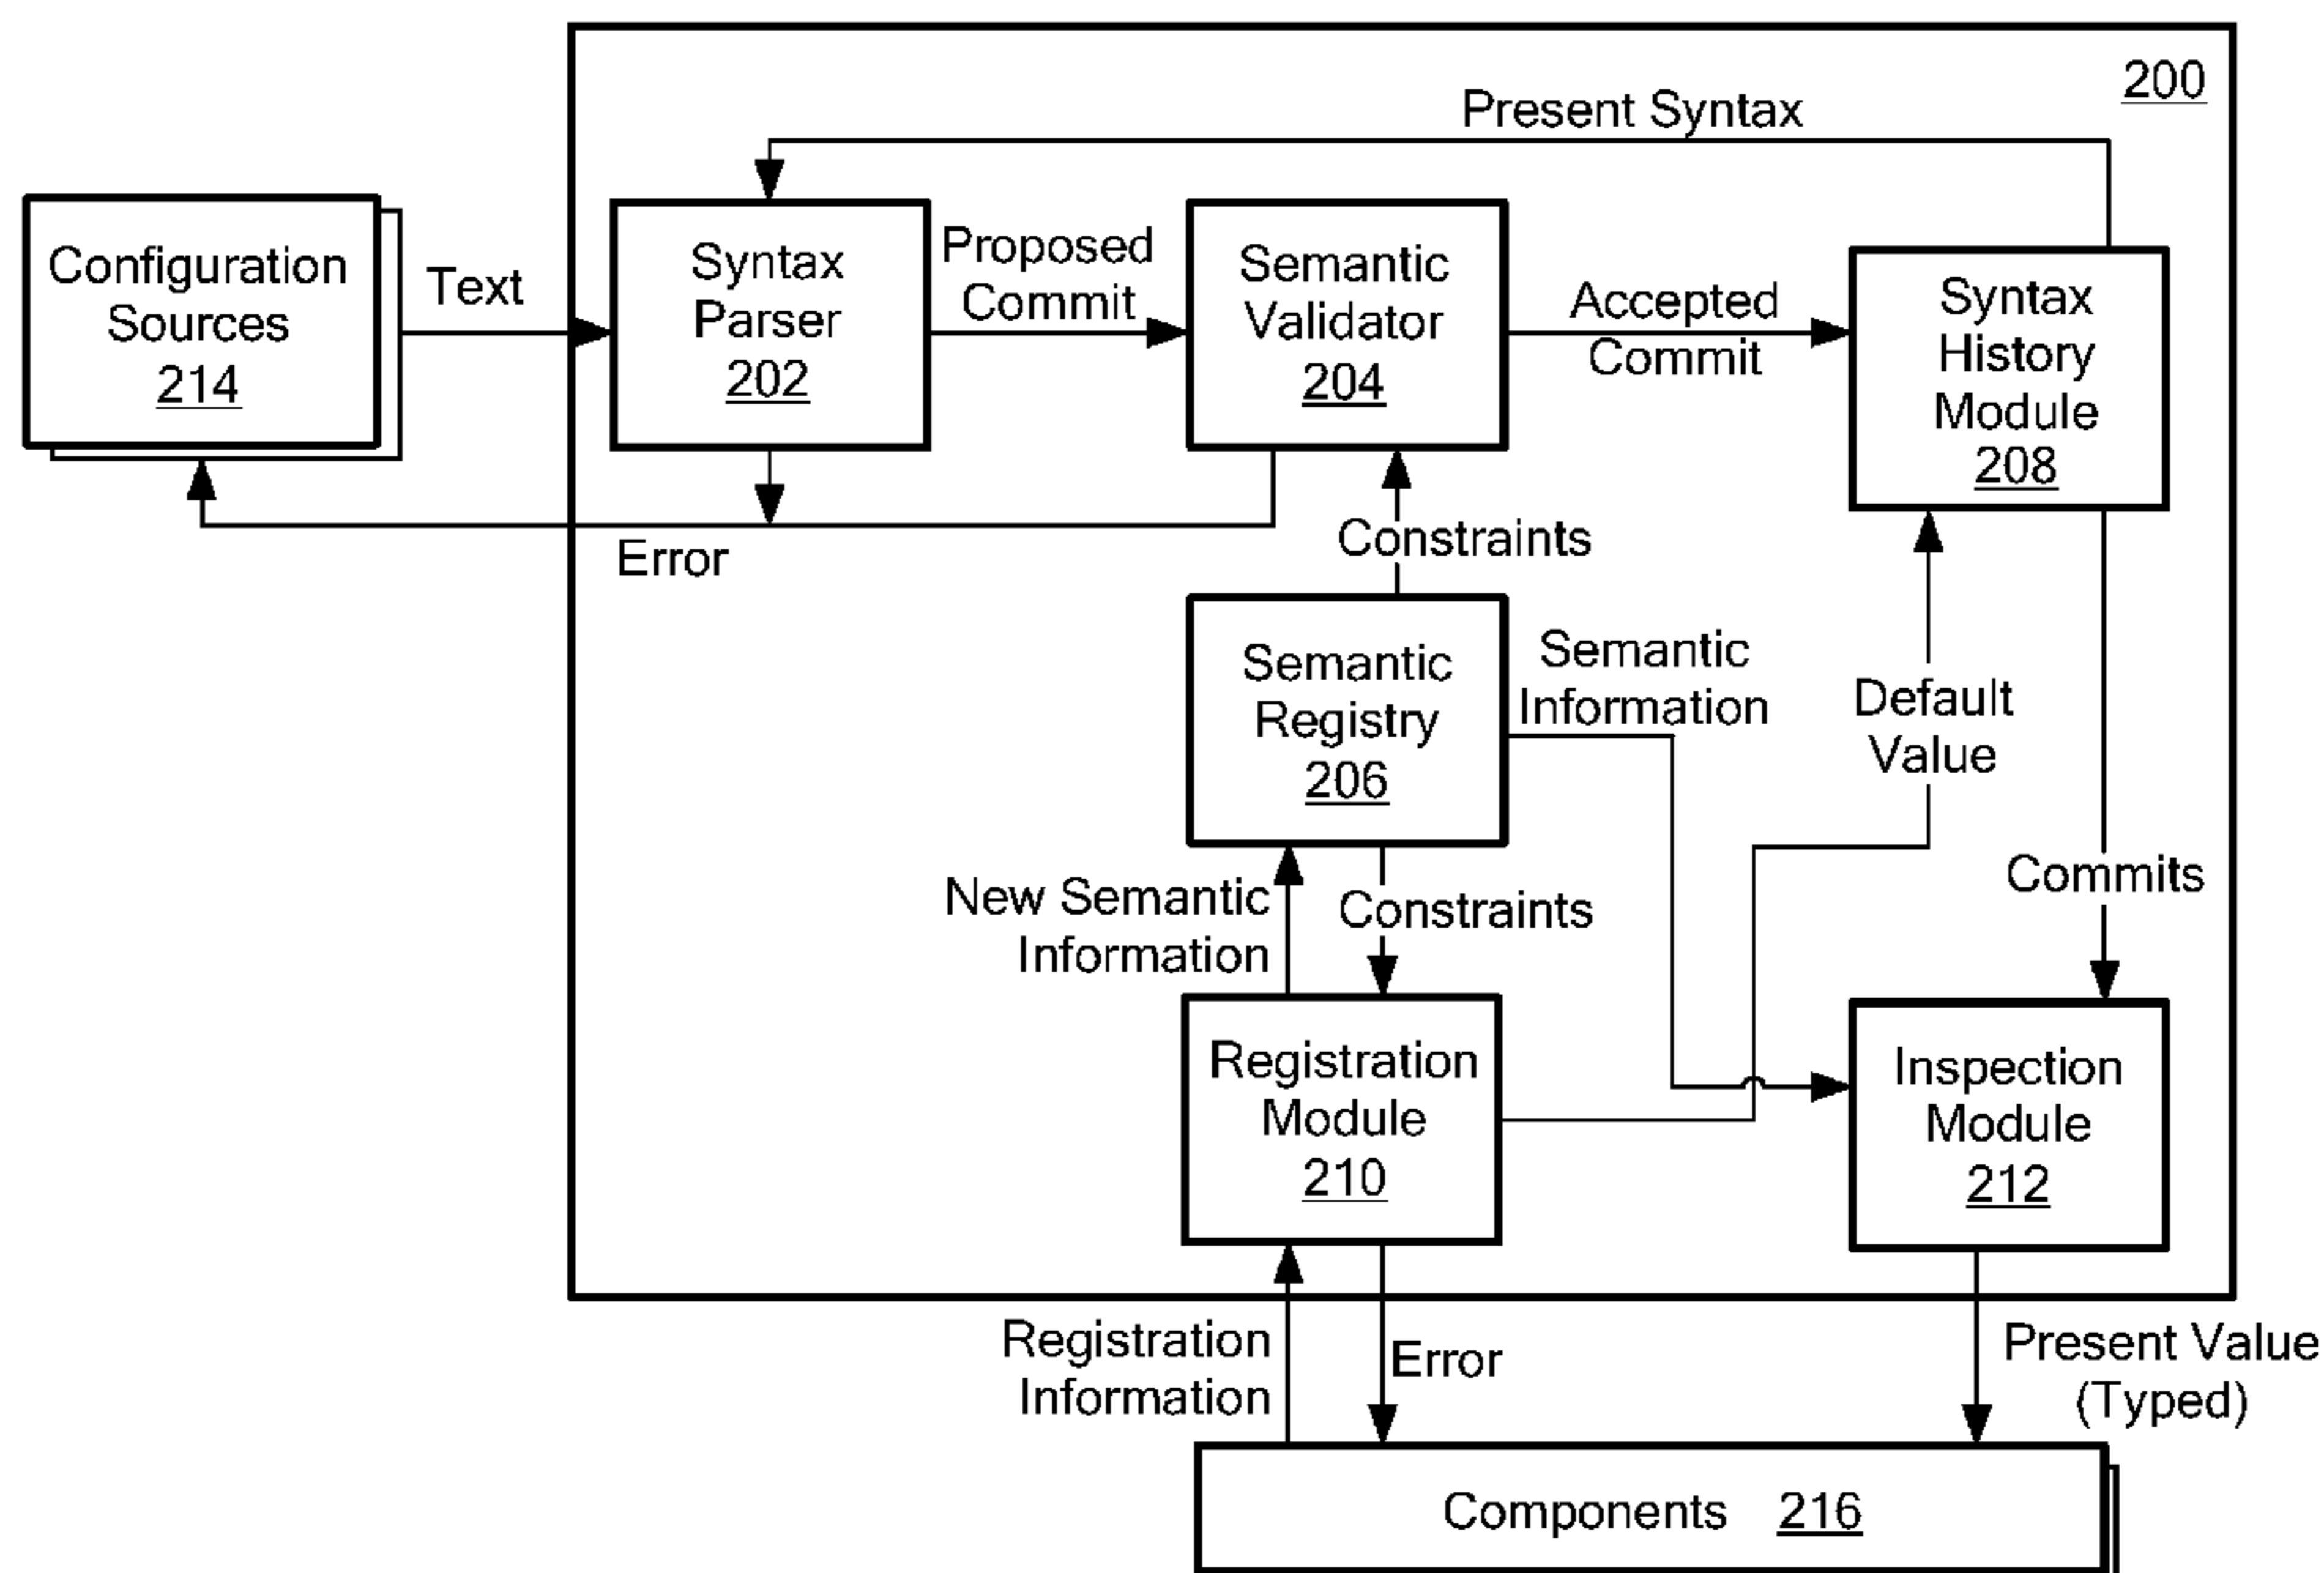 200
Present Syntax
Configuration
Sources
214
Text
Syntax
Parser
202
Proposed
Commit
Semantic
Validator
204
Accepted
Commit
Syntax
History
Module
208
Error
Constraints
Semantic
Registry
206
Semantic
Information
Default
Value
New Semantic
Information
Constraints
Commits
Registration
Module
210
Inspection
Module
212
Registration
Information
Error
Present Value
(Typed)
Components 216